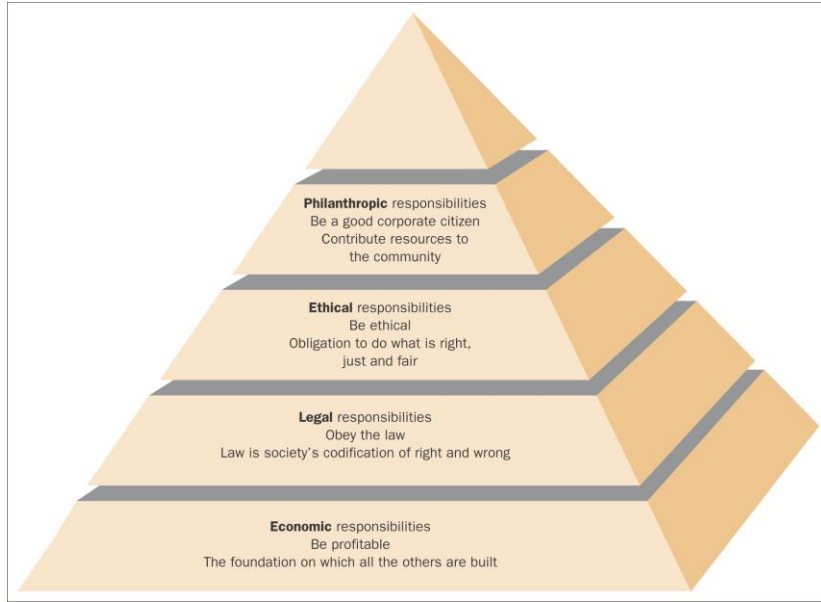 Philanthropic responsibilities
Be a good corporate citizen
Contribute resources to
the community
Ethical responsibilities
Be ethical
Obligation to do what is right,
just and fair
Legal responsibilities
Obey the law
Law is society's codification of right and wrong
Economic responsibilities
Be profitable
The foundation on which all the others are built